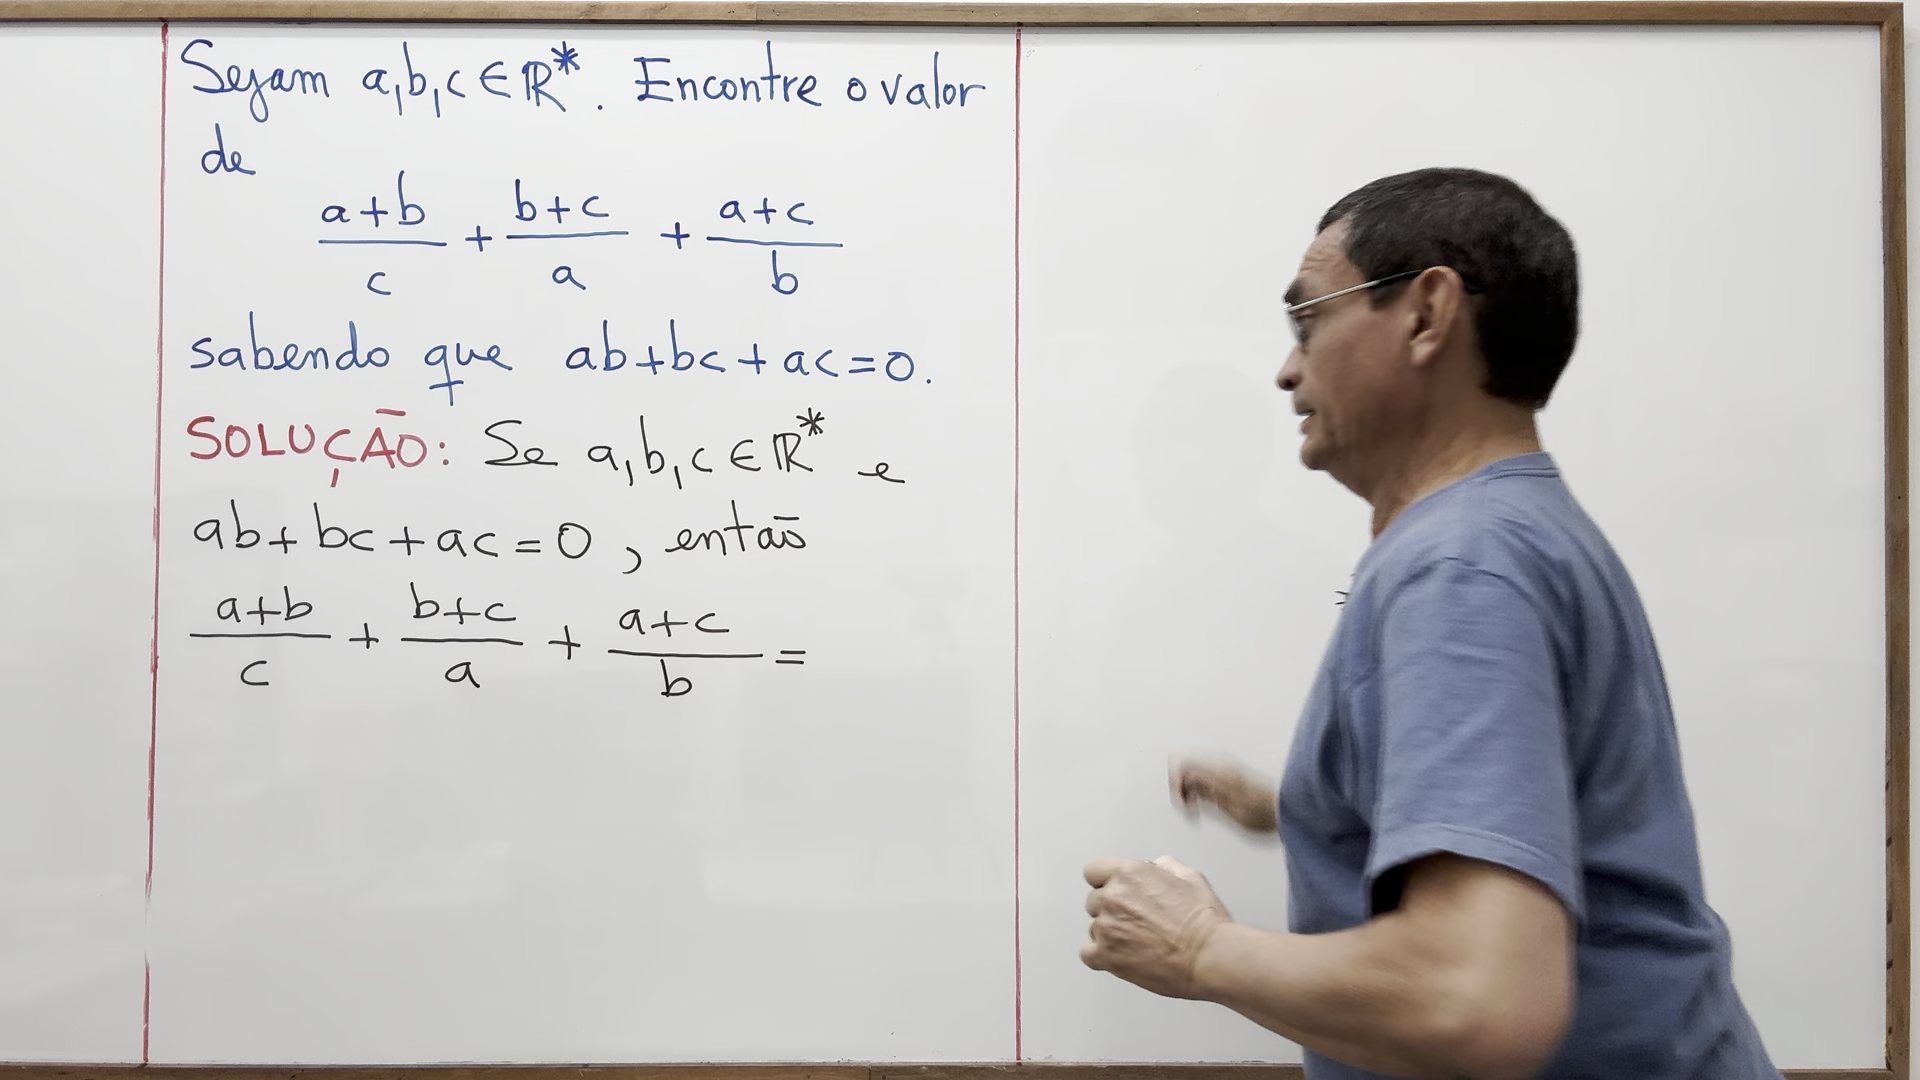 Sejam a,b,c ∈ ℝ*. Encontre o valor
de
(a+b)/c + (b+c)/a + (a+c)/b
sabendo que ab+bc+ac=0.
SOLUÇÃO: Se a,b,c ∈ ℝ* e
ab+bc+ac=0, então
(a+b)/c + (b+c)/a + (a+c)/b =